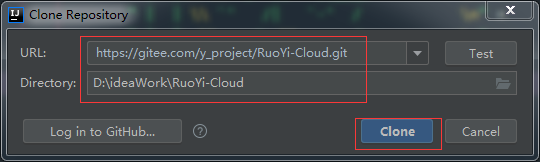 IJ Clone Repository
URL: https://gitee.com/y_project/RuoYi-Cloud.git Test
Directory: D:\ideaWork\RuoYi-Cloud
Log in to GitHub... ? Clone Cancel